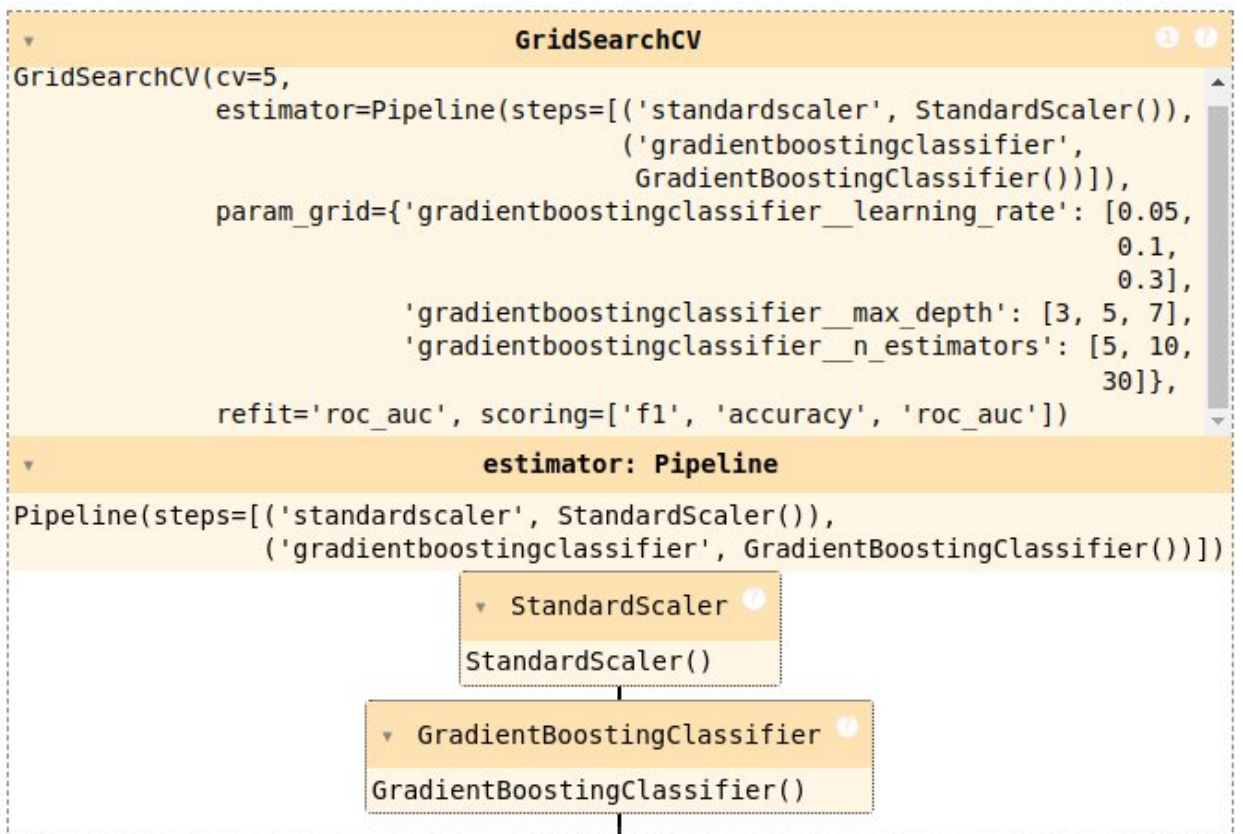 GridSearchCV
GridSearchCV(cv=5,
             estimator=Pipeline(steps=[('standardscaler', StandardScaler()),
                                       ('gradientboostingclassifier',
                                        GradientBoostingClassifier())]),
             param_grid={'gradientboostingclassifier__learning_rate': [0.05,
                                                                       0.1,
                                                                       0.3],
                         'gradientboostingclassifier__max_depth': [3, 5, 7],
                         'gradientboostingclassifier__n_estimators': [5, 10,
                                                                      30]},
             refit='roc_auc', scoring=['f1', 'accuracy', 'roc_auc'])
estimator: Pipeline
Pipeline(steps=[('standardscaler', StandardScaler()),
                ('gradientboostingclassifier', GradientBoostingClassifier())])
StandardScaler ?
StandardScaler()
GradientBoostingClassifier ?
GradientBoostingClassifier()